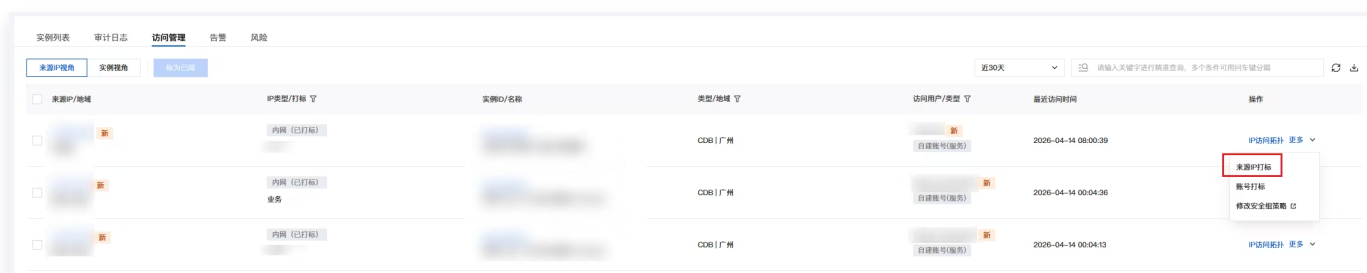 实例列表 审计日志 访问管理 告警 风险
来源IP视角 实例视角 标为已阅 近30天 请输入关键字进行精准查询，多个条件可用回车键分隔
来源IP/地域 IP类型/打标 实例ID/名称 类型/地域 访问用户/类型 最近访问时间 操作
新 内网（已打标） CDB | 广州 新 自建账号(服务) 2026-04-14 08:00:39 IP访问拓扑 更多
来源IP打标
新 内网（已打标） 业务 CDB | 广州 新 自建账号(服务) 2026-04-14 00:04:36 账号打标
修改安全组策略
新 内网（已打标） CDB | 广州 新 自建账号(服务) 2026-04-14 00:04:13 IP访问拓扑 更多